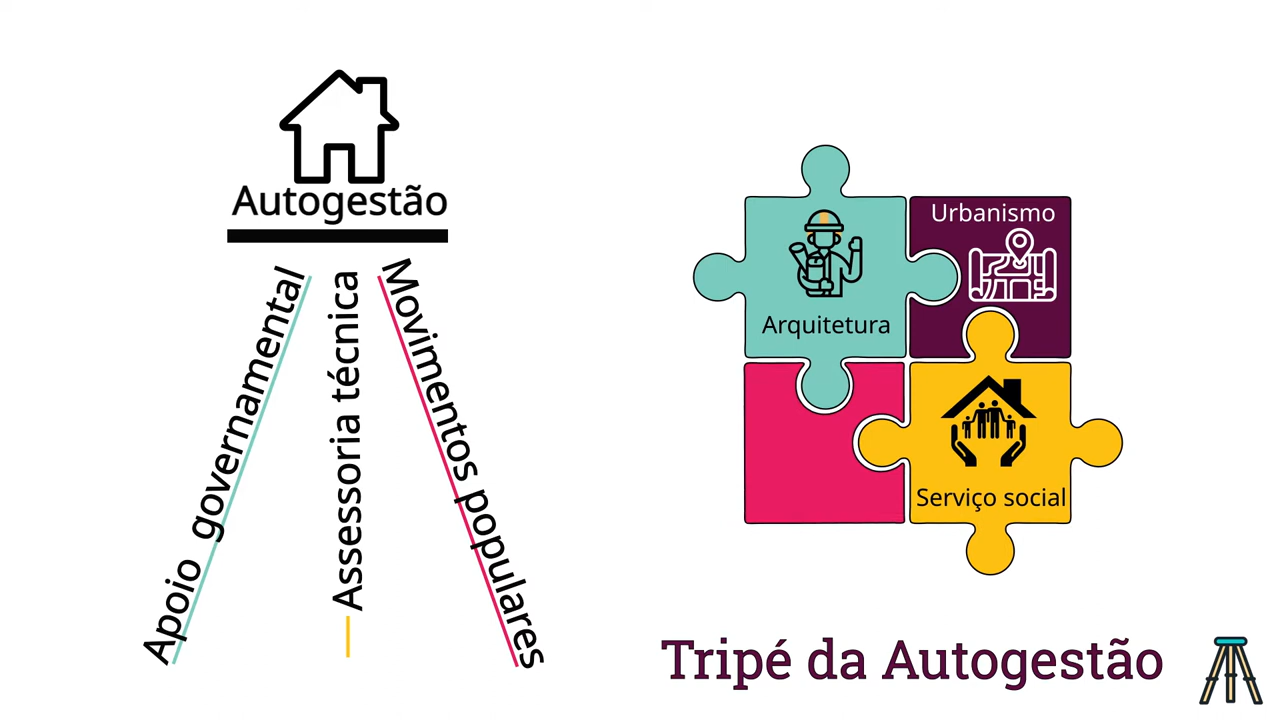 Autogestão
Apoio governamental
Assessoria técnica
Movimentos populares
Urbanismo
Arquitetura
Serviço social
Tripé da Autogestão